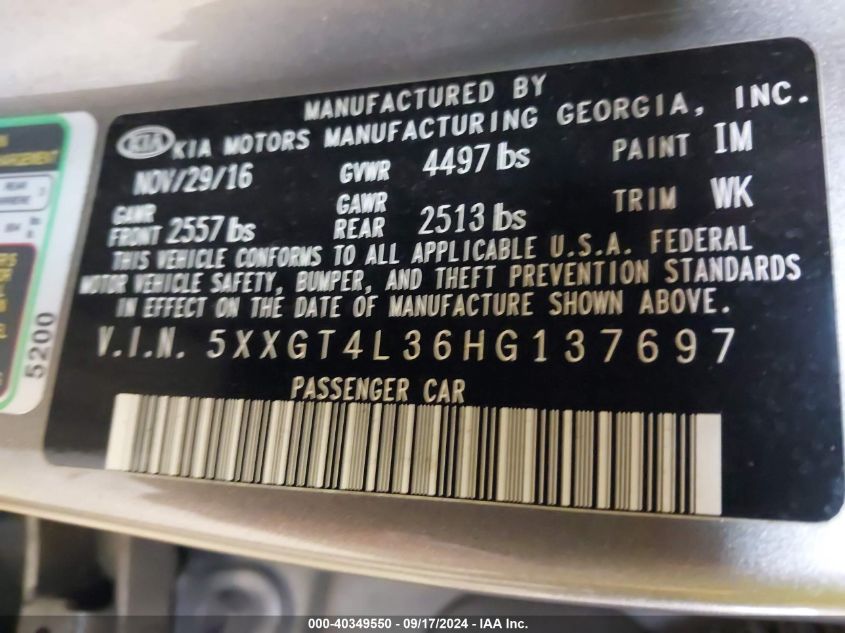 MANUFACTURED BY
KIA KIA MOTORS MANUFACTURING GEORGIA, INC.
NOV/29/16 GVWR 4497 lbs PAINT IM
GAWR FRONT 2557 lbs GAWR REAR 2513 lbs TRIM WK
THIS VEHICLE CONFORMS TO ALL APPLICABLE U.S.A. FEDERAL
MOTOR VEHICLE SAFETY, BUMPER, AND THEFT PREVENTION STANDARDS
IN EFFECT ON THE DATE OF MANUFACTURE SHOWN ABOVE.
V.I.N. 5XXGT4L36HG137697
PASSENGER CAR
5200
REAR
000-40349550 - 09/17/2024 - IAA Inc.